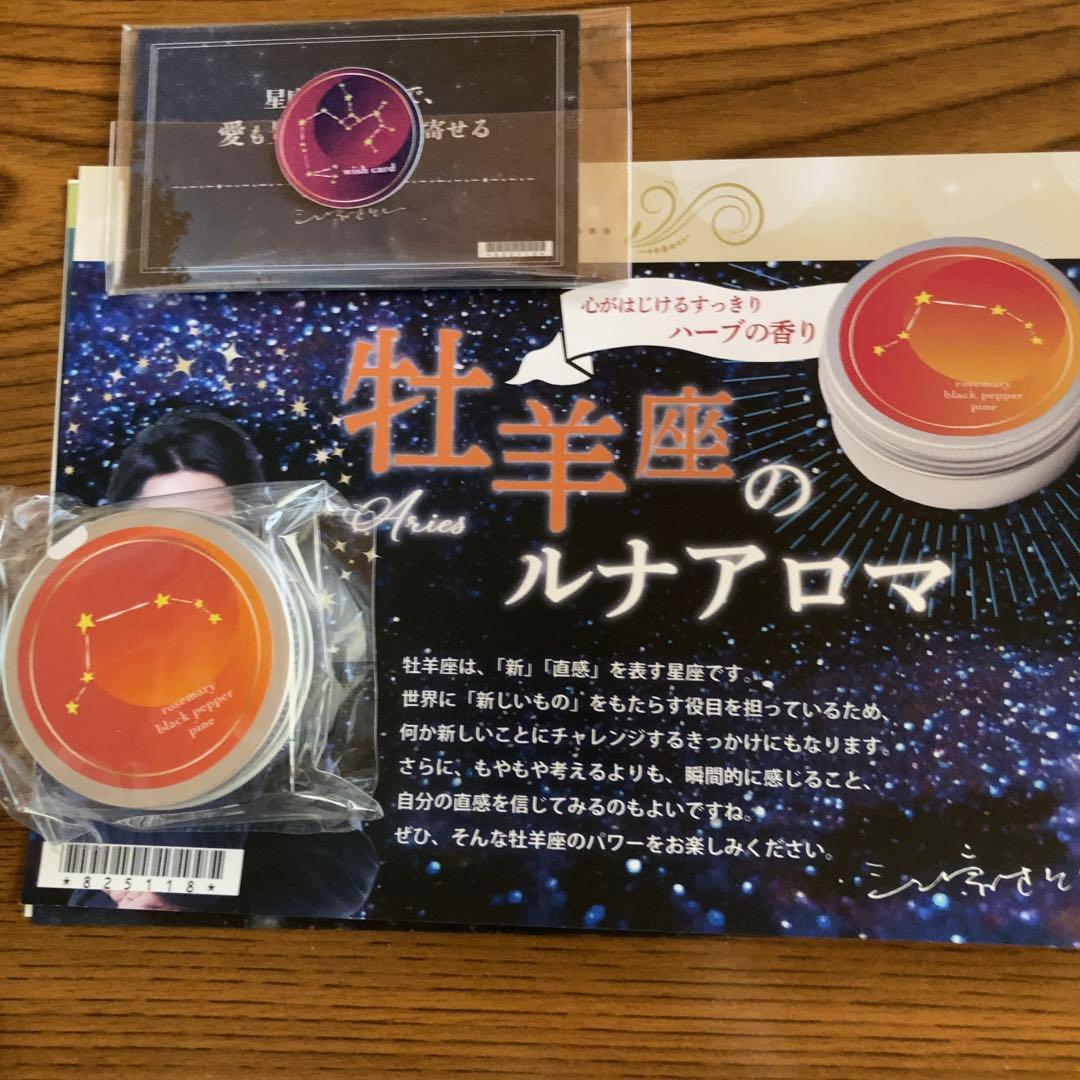 愛も
寄せる
wish card
心がはじけるすっきり
ハーブの香り
牡羊座の
Aries
ルナアロマ
rosemary
black pepper
pine
rosemary
black pepper
pine
牡羊座は、「新」「直感」を表す星座です。
世界に「新しいもの」をもたらす役目を担っているため、
何か新しいことにチャレンジするきっかけにもなります。
さらに、もやもや考えるよりも、瞬間的に感じること、
自分の直感を信じてみるのもよいですね。
ぜひ、そんな牡羊座のパワーをお楽しみください。
*825118*